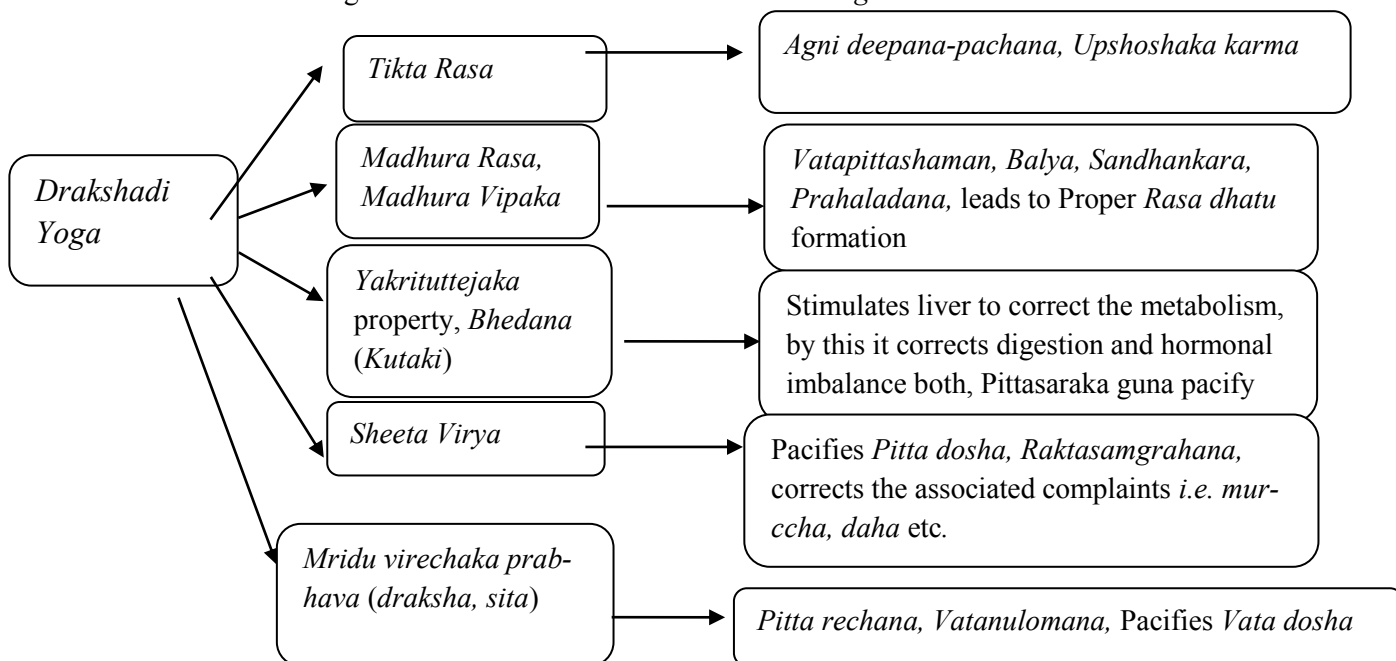 Drakshadi
Yoga
Tikta Rasa
Agni deepana-pachana, Upshoshaka karma
Madhura Rasa,
Madhura Vipaka
Vatapittashaman, Balya, Sandhankara,
Prahaladana, leads to Proper Rasa dhatu
formation
Yakrituttejaka
property, Bhedana
(Kutaki)
Stimulates liver to correct the metabolism,
by this it corrects digestion and hormonal
imbalance both, Pittasaraka guna pacify
Sheeta Virya
Pacifies Pitta dosha, Raktasamgrahana,
corrects the associated complaints i.e. mur-
ccha, daha etc.
Mridu virechaka prab-
hava (draksha, sita)
Pitta rechana, Vatanulomana, Pacifies Vata dosha